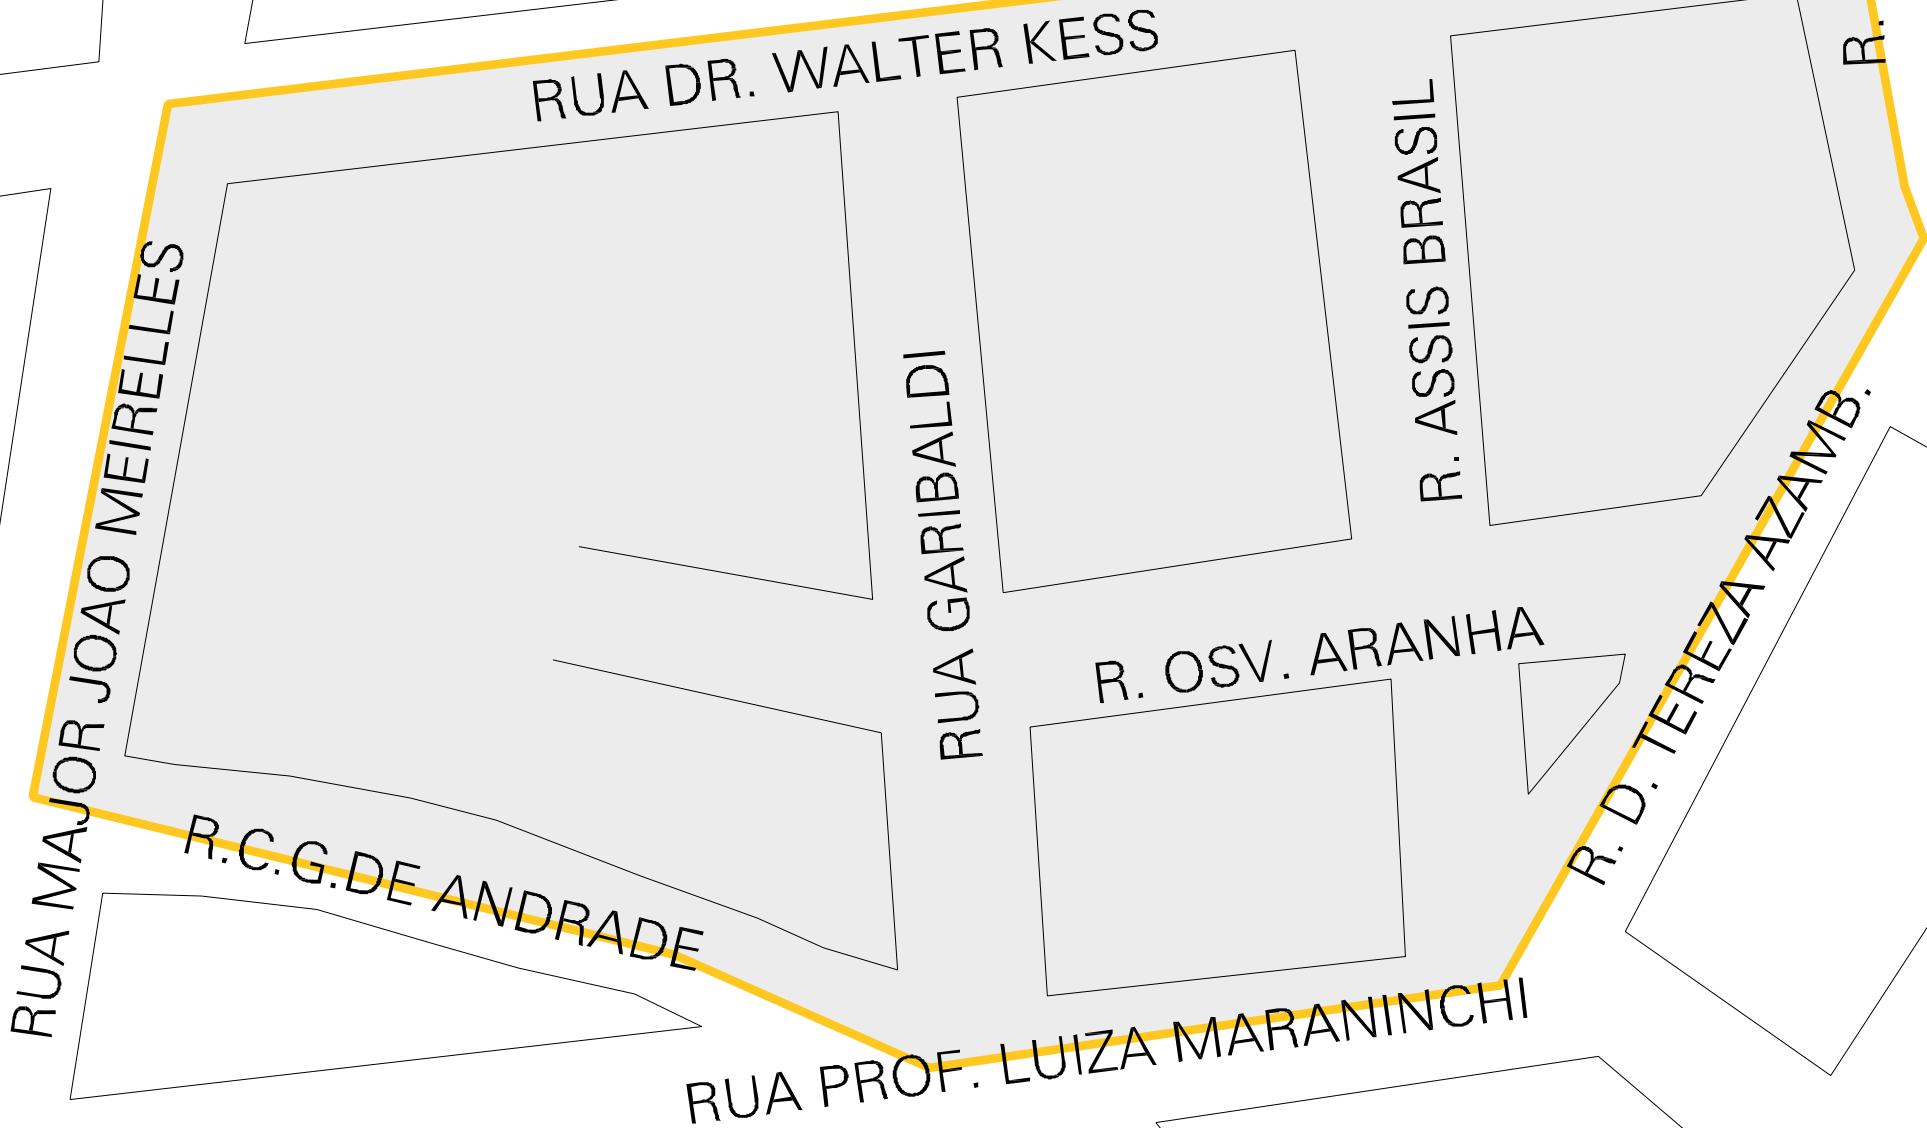 RUA DR. WALTER KESS
R.
R. ASSIS BRASIL
RUA MAJOR JOAO MEIRELLES
RUA GARIBALDI
R. D. TEREZA AZAMB.
R. OSV. ARANHA
R.C.G.DE ANDRADE
RUA PROF. LUIZA MARANINCHI